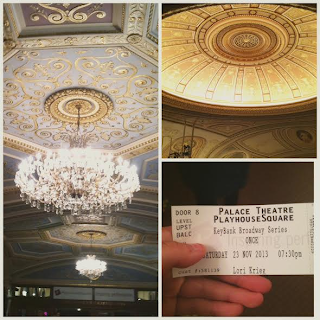 DOOR 8 PALACE THEATRE
LEVEL PLAYHOUSESQUARE
UPST KeyBank Broadway Series
BALC ONCE
SATURDAY 23 NOV 2013 07:30pm
Lori Krieg